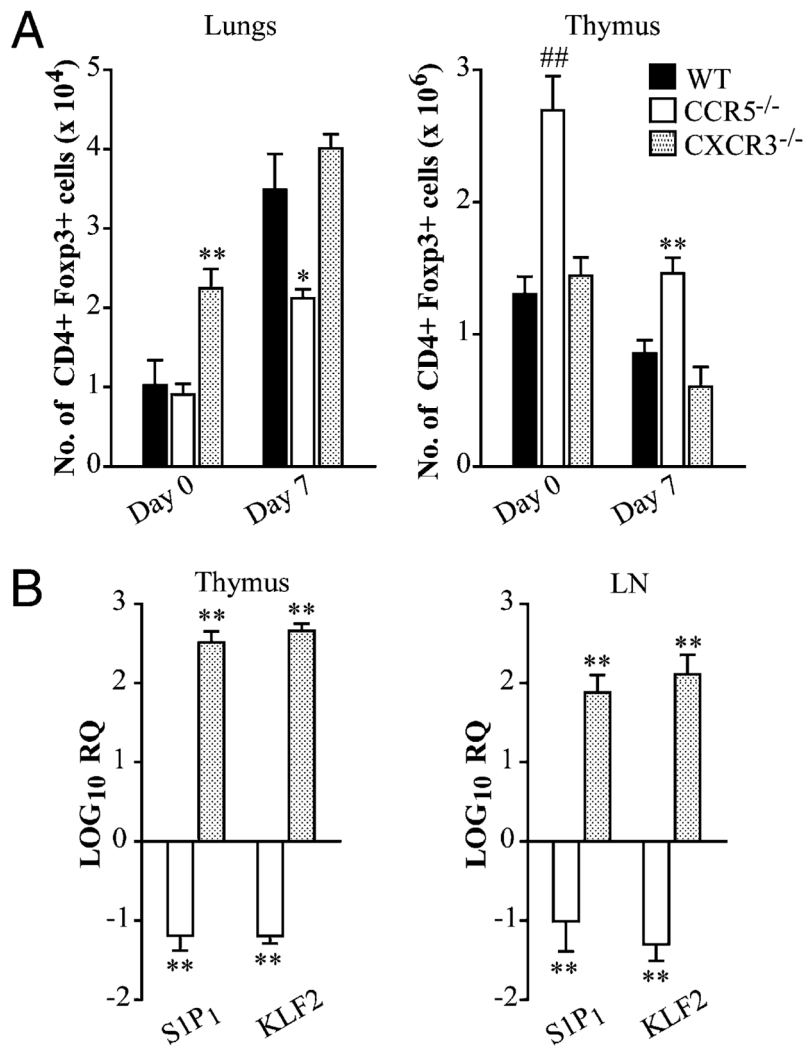 A
Lungs
Thymus
No. of CD4+ Foxp3+ cells (x 10⁴)
5
4
3
2
1
0
**
*
Day 0
Day 7
No. of CD4+ Foxp3+ cells (x 10⁶)
3
2
1
0
##
**
WT
CCR5-/-
CXCR3-/-
Day 0
Day 7
B
Thymus
LN
LOG₁₀ RQ
3
2
1
0
-1
-2
**
**
**
**
S1P₁
KLF2
LOG₁₀ RQ
3
2
1
0
-1
-2
**
**
**
**
S1P₁
KLF2